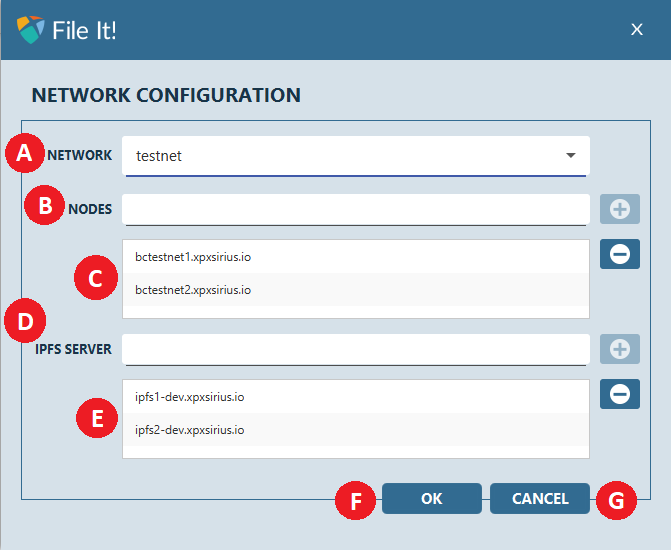 File It!
X
NETWORK CONFIGURATION
A NETWORK testnet
B NODES
C bctestnet1.xpxsirius.io
bctestnet2.xpxsirius.io
D
IPFS SERVER
E ipfs1-dev.xpxsirius.io
ipfs2-dev.xpxsirius.io
F OK CANCEL G